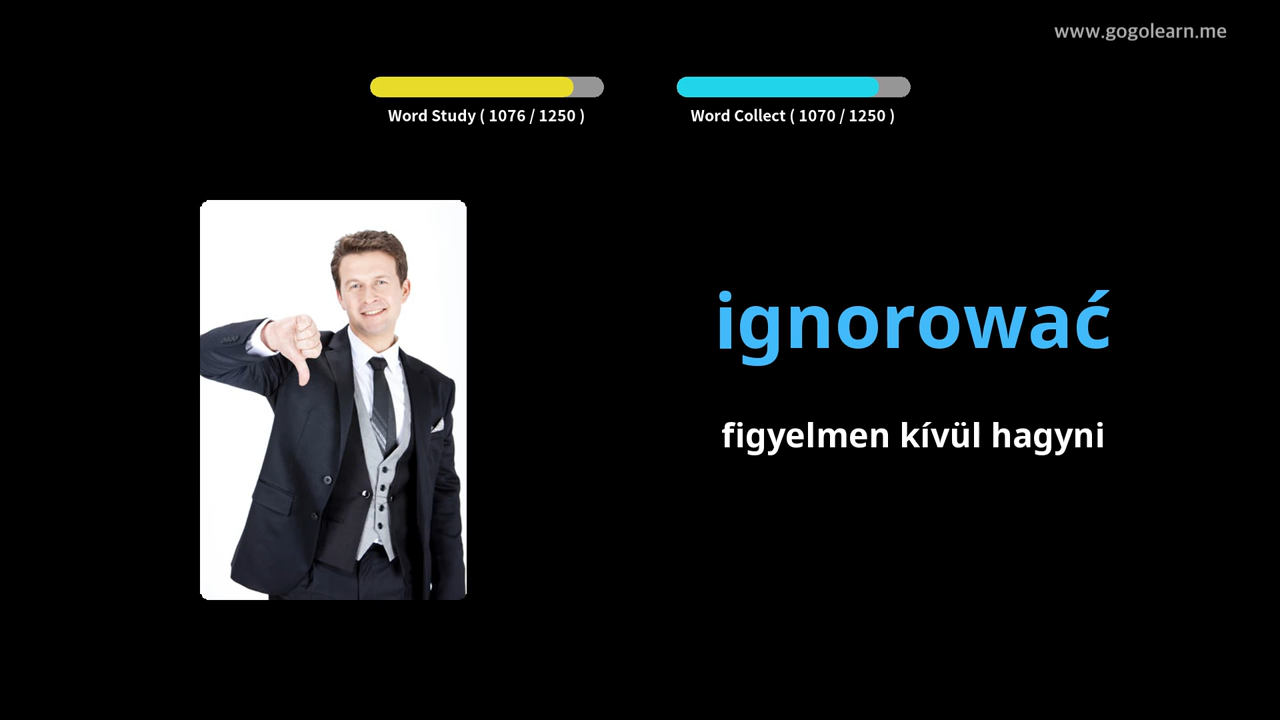 www.gogolearn.me
Word Study ( 1076 / 1250 )
Word Collect ( 1070 / 1250 )
ignorować
figyelmen kívül hagyni